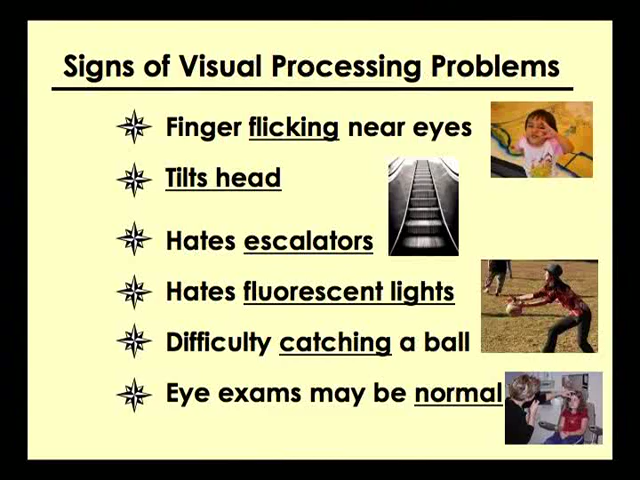 Signs of Visual Processing Problems
Finger flicking near eyes
Tilts head
Hates escalators
Hates fluorescent lights
Difficulty catching a ball
Eye exams may be normal